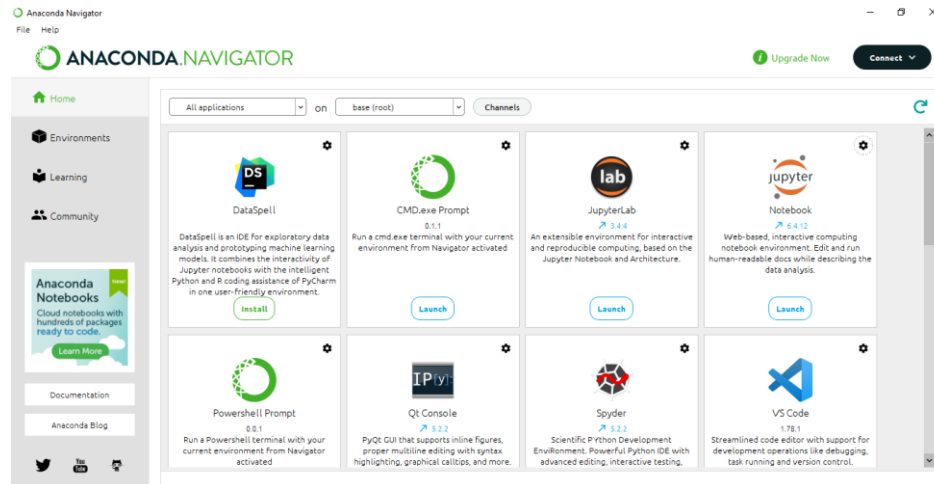 Anaconda Navigator
File Help
ANACONDA.NAVIGATOR
Upgrade Now
Connect
Home
Environments
Learning
Community
Anaconda
Notebooks
New!
Cloud notebooks with
hundreds of packages
ready to code.
Learn More
Documentation
Anaconda Blog
You
Tube
All applications on base (root) Channels
DS
DataSpell
DataSpell is an IDE for exploratory data
analysis and prototyping machine learning
models. It combines the interactivity of
Jupyter notebooks with the intelligent
Python and R coding assistance of PyCharm
in one user-friendly environment.
Install
CMD.exe Prompt
0.1.1
Run a cmd.exe terminal with your current
environment from Navigator activated
Launch
lab
JupyterLab
3.4.4
An extensible environment for interactive
and reproducible computing, based on the
Jupyter Notebook and Architecture.
Launch
jupyter
Notebook
6.4.12
Web-based, interactive computing
notebook environment. Edit and run
human-readable docs while describing the
data analysis.
Launch
Powershell Prompt
0.0.1
Run a Powershell terminal with your
current environment from Navigator
activated
IP[y]:
Qt Console
5.2.2
PyQt GUI that supports inline figures,
proper multiline editing with syntax
highlighting, graphical calltips, and more.
Spyder
5.2.2
Scientific PYthon Development
EnviRonment. Powerful Python IDE with
advanced editing, interactive testing,
VS Code
1.78.1
Streamlined code editor with support for
development operations like debugging,
task running and version control.